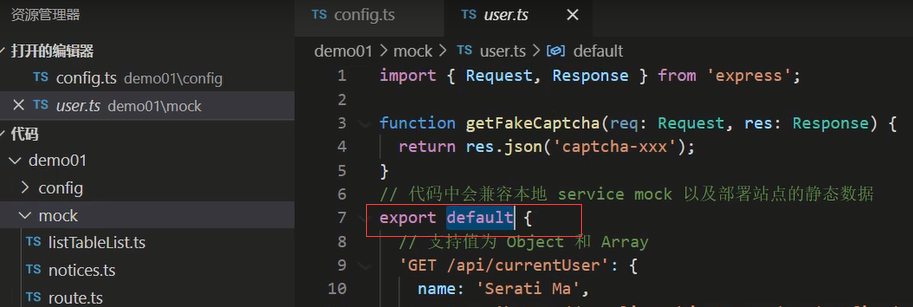 资源管理器
打开的编辑器
TS config.ts demo01\config
TS user.ts demo01\mock
代码
demo01
config
mock
TS listTableList.ts
TS notices.ts
TS route.ts
TS config.ts TS user.ts
demo01 > mock > TS user.ts > default
1 import { Request, Response } from 'express';
2
3 function getFakeCaptcha(req: Request, res: Response) {
4 return res.json('captcha-xxx');
5 }
6 // 代码中会兼容本地 service mock 以及部署站点的静态数据
7 export default {
8 // 支持值为 Object 和 Array
9 'GET /api/currentUser': {
10 name: 'Serati Ma',